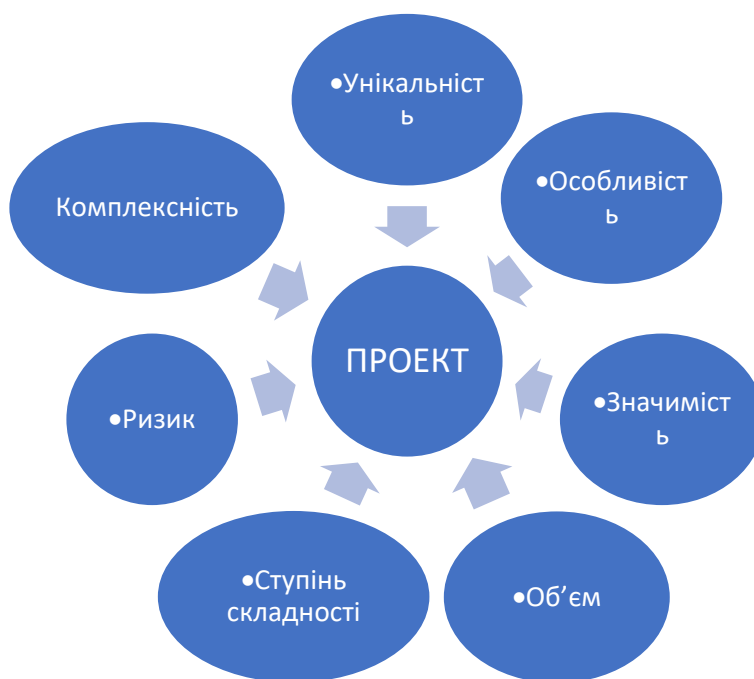 •Унікальніст
ь
•Особливіст
ь
Комплексність
ПРОЕКТ
•Значиміст
ь
•Ризик
•Ступінь
складності
•Об’єм